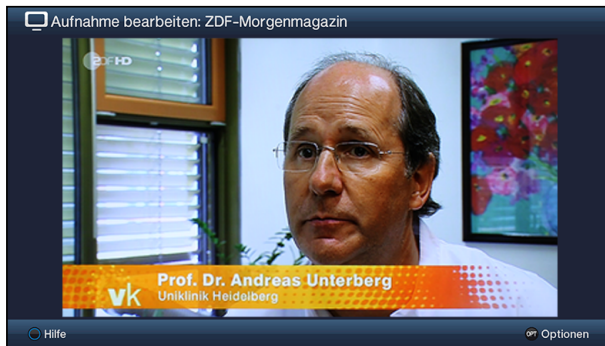 Aufnahme bearbeiten: ZDF-Morgenmagazin
ZDFHD
Prof. Dr. Andreas Unterberg
vk Uniklinik Heidelberg
Hilfe
OPT Optionen